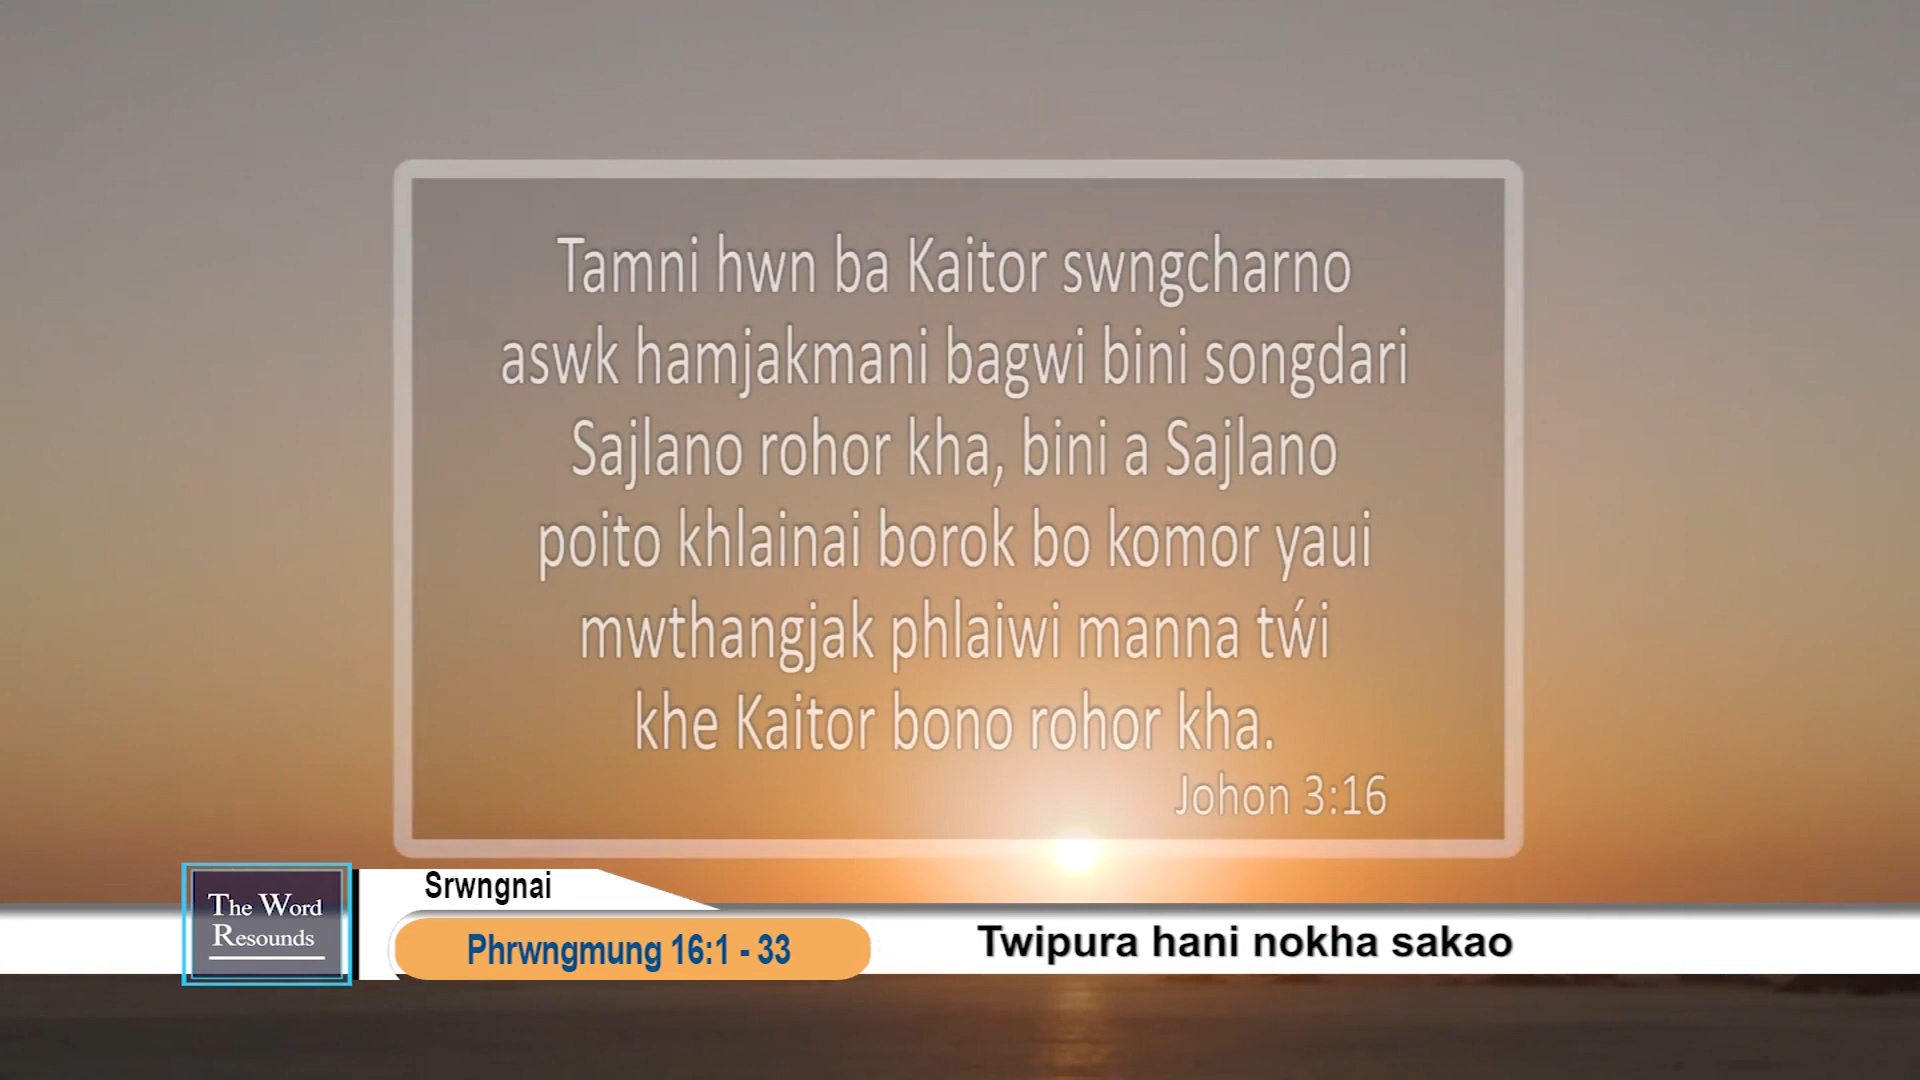 Tamni hwn ba Kaitor swngcharno
aswk hamjakmani bagwi bini songdari
Sajlano rohor kha, bini a Sajlano
poito khlainai borok bo komor yaui
mwthangjak phlaiwi manna tẃi
khe Kaitor bono rohor kha.
Johon 3:16
The Word
Resounds
Srwngnai
Phrwngmung 16:1 - 33
Twipura hani nokha sakao